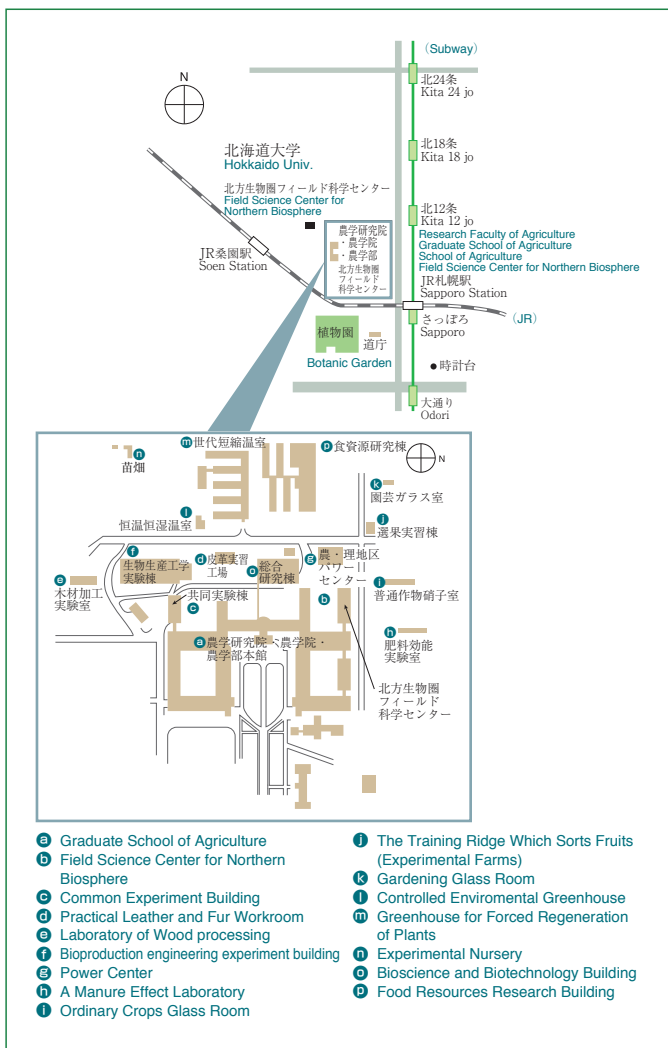 (Subway)
N
北24条
Kita 24 jo
北海道大学
Hokkaido Univ.
北18条
Kita 18 jo
北方生物圏フィールド科学センター
Field Science Center for
Northern Biosphere
北12条
Kita 12 jo
Research Faculty of Agriculture
Graduate School of Agriculture
School of Agriculture
Field Science Center for Northern Biosphere
農学研究院
・農学院
・農学部
北方生物圏
フィールド
科学センター
JR桑園駅
Soen Station
JR札幌駅
Sapporo Station
さっぽろ
Sapporo
(JR)
植物園
道庁
Botanic Garden
時計台
大通り
Odori
m 世代短縮温室
p 食資源研究棟
N
n
苗畑
k
園芸ガラス室
l
恒温恒湿温室
j
選果実習棟
f
生物生産工学
実験棟
d 皮革実習
工場
o 総合
研究棟
g 農・理地区
パワー
センター
e
木材加工
実験室
共同実験棟
c
b
i
普通作物硝子室
a 農学研究院・農学院・
農学部本館
h
肥料効能
実験室
北方生物圏
フィールド
科学センター
a Graduate School of Agriculture
b Field Science Center for Northern
Biosphere
c Common Experiment Building
d Practical Leather and Fur Workroom
e Laboratory of Wood processing
f Bioproduction engineering experiment building
g Power Center
h A Manure Effect Laboratory
i Ordinary Crops Glass Room
j The Training Ridge Which Sorts Fruits
(Experimental Farms)
k Gardening Glass Room
l Controlled Enviromental Greenhouse
m Greenhouse for Forced Regeneration
of Plants
n Experimental Nursery
o Bioscience and Biotechnology Building
p Food Resources Research Building